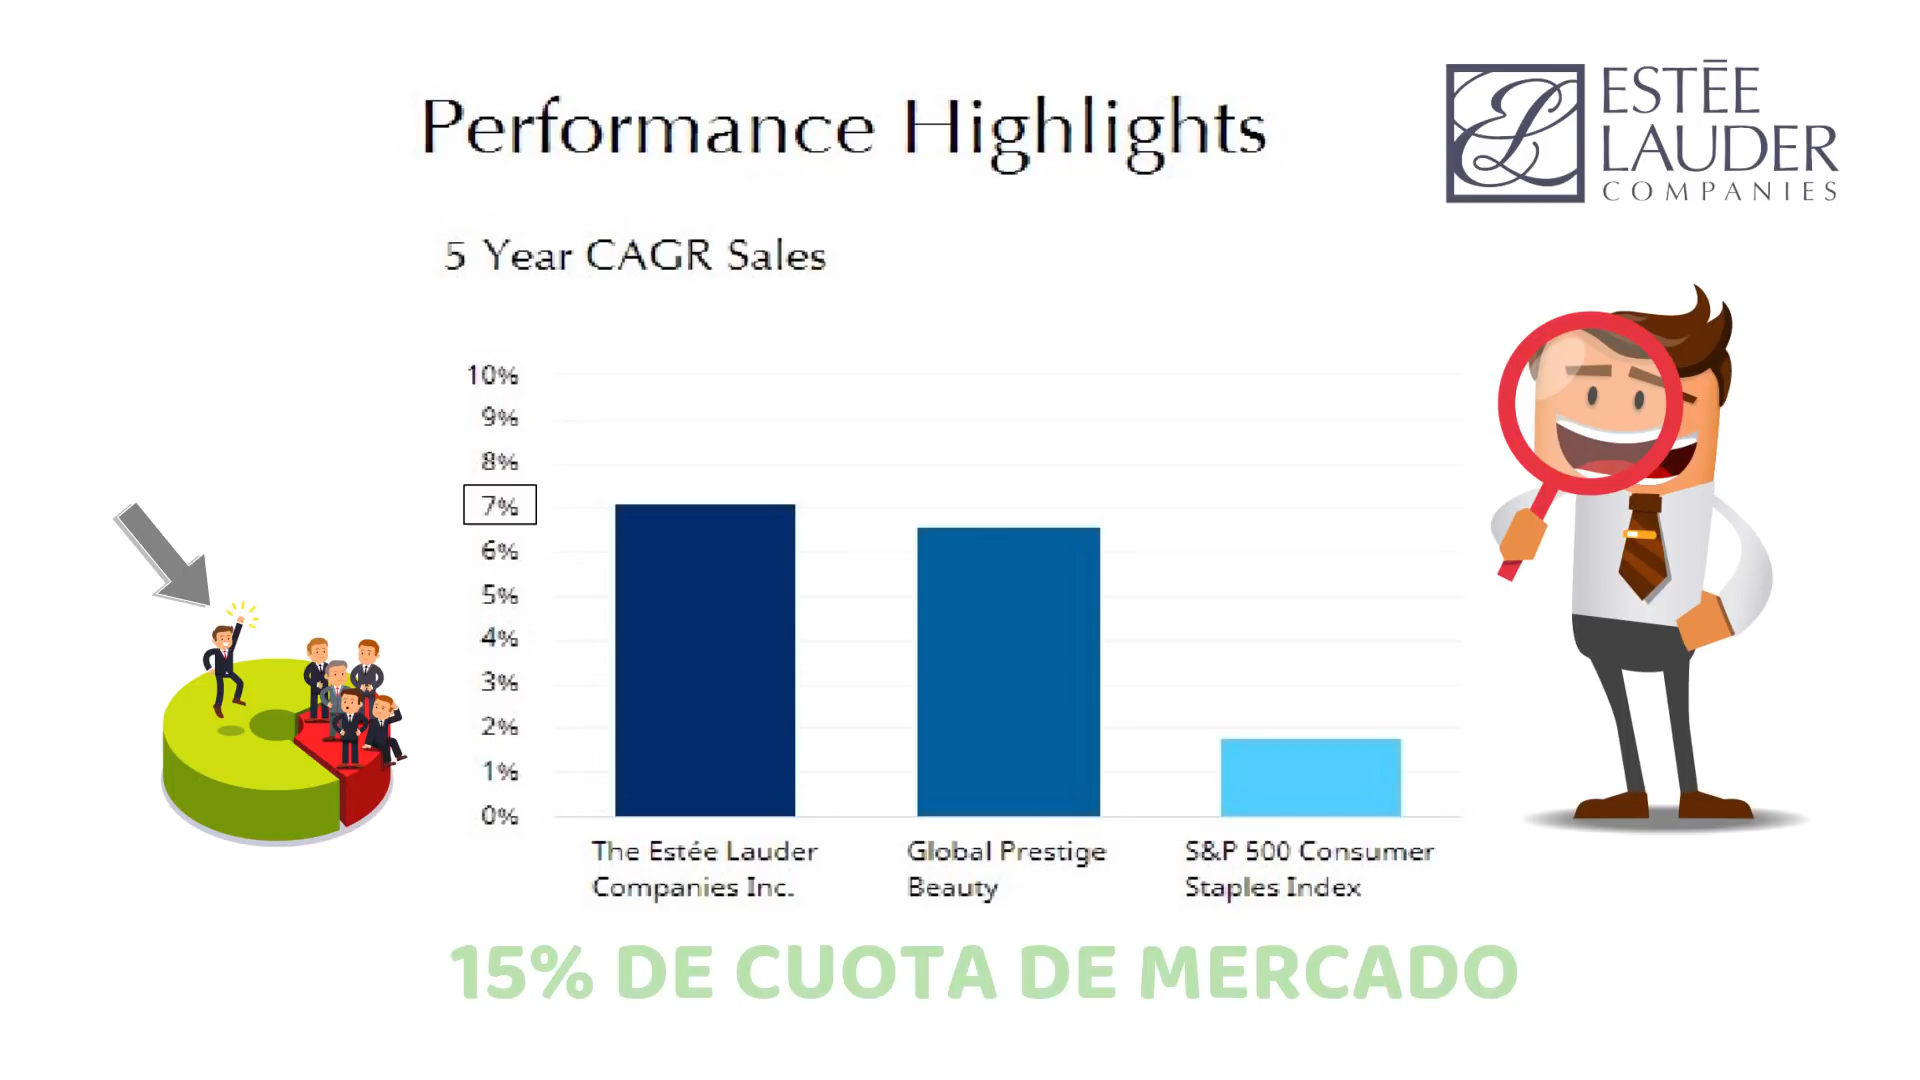 Performance Highlights
ESTĒE
LAUDER
COMPANIES
5 Year CAGR Sales
10%
9%
8%
7%
6%
5%
4%
3%
2%
1%
0%
The Estée Lauder
Companies Inc.
Global Prestige
Beauty
S&P 500 Consumer
Staples Index
15% DE CUOTA DE MERCADO